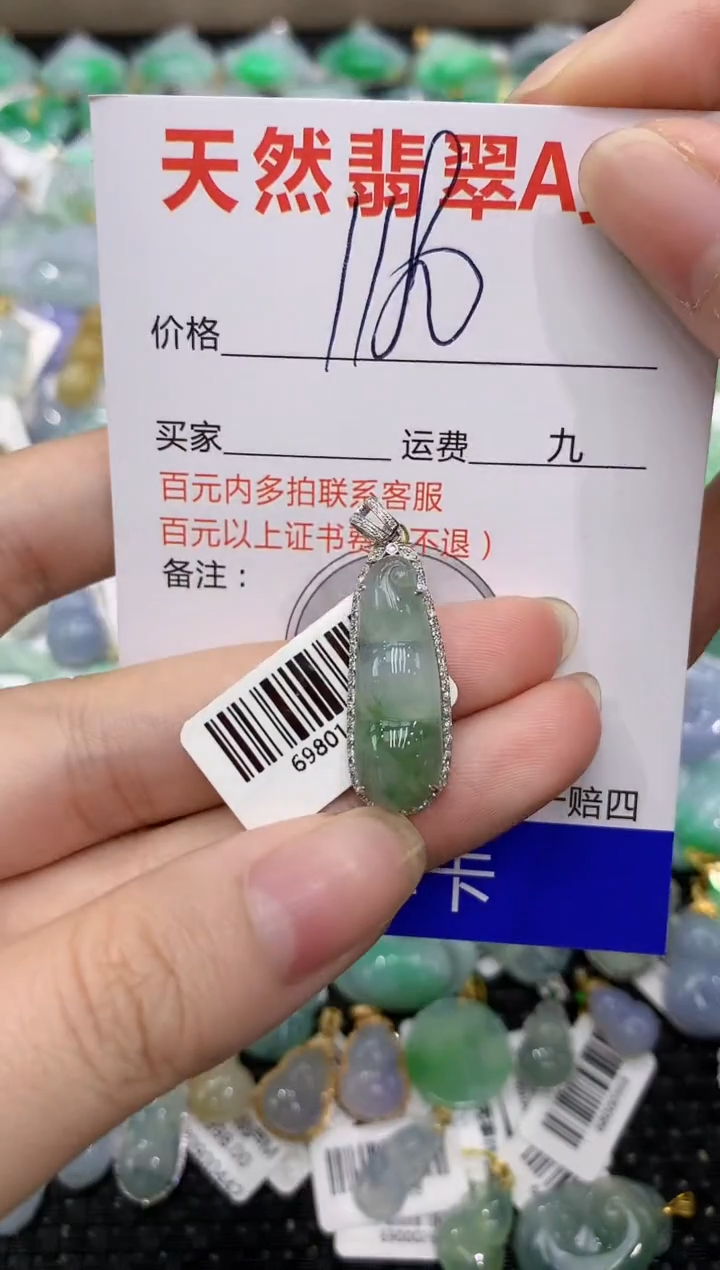 天然翡翠A
价格
买家 运费 九
百元内多拍联系客服
百元以上证书费 不退）
备注：
69801
赔四
卡